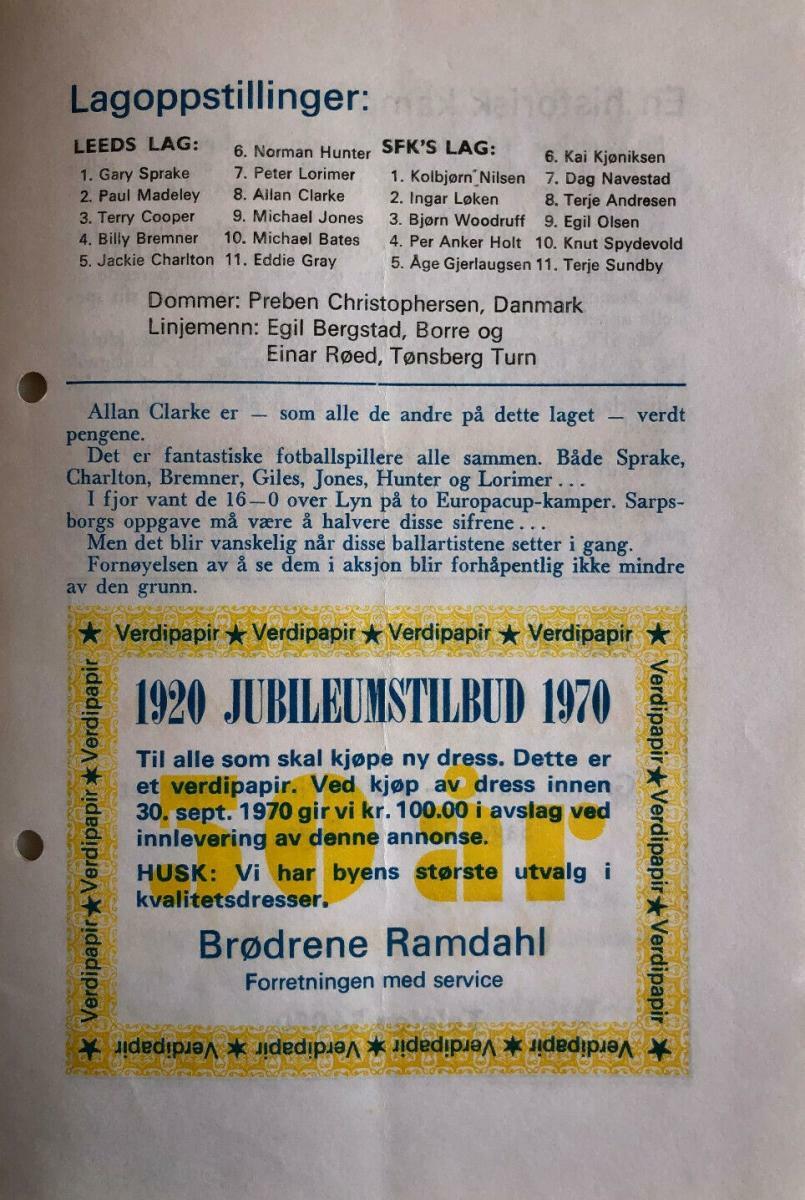 Lagoppstillinger:
LEEDS LAG:
1. Gary Sprake
2. Paul Madeley
3. Terry Cooper
4. Billy Bremner
5. Jackie Charlton
6. Norman Hunter
7. Peter Lorimer
8. Allan Clarke
9. Michael Jones
10. Michael Bates
11. Eddie Gray
SFK'S LAG:
1. Kolbjørn Nilsen
2. Ingar Løken
3. Bjørn Woodruff
4. Per Anker Holt
5. Åge Gjerlaugsen
6. Kai Kjøniksen
7. Dag Navestad
8. Terje Andresen
9. Egil Olsen
10. Knut Spydevold
11. Terje Sundby
Dommer: Preben Christophersen, Danmark
Linjemenn: Egil Bergstad, Borre og
Einar Røed, Tønsberg Turn
Allan Clarke er — som alle de andre på dette laget — verdt
pengene.
Det er fantastiske fotballspillere alle sammen. Både Sprake,
Charlton, Bremner, Giles, Jones, Hunter og Lorimer...
I fjor vant de 16—0 over Lyn på to Europacup-kamper. Sarps-
borgs oppgave må være å halvere disse sifrene...
Men det blir vanskelig når disse ballartistene setter i gang.
Fornøyelsen av å se dem i aksjon blir forhåpentlig ikke mindre
av den grunn.
★ Verdipapir ★ Verdipapir ★ Verdipapir ★ Verdipapir ★
Verdipapir ★ Verdipapir ★ Verdipapir
1920 JUBILEUMSTILBUD 1970
50 år
Til alle som skal kjøpe ny dress. Dette er
et verdipapir. Ved kjøp av dress innen
30. sept. 1970 gir vi kr. 100.00 i avslag ved
innlevering av denne annonse.
HUSK: Vi har byens største utvalg i
kvalitetsdresser.
Brødrene Ramdahl
Forretningen med service
Verdipapir ★ Verdipapir ★ Verdipapir
★ Verdipapir ★ Verdipapir ★ Verdipapir ★ Verdipapir ★